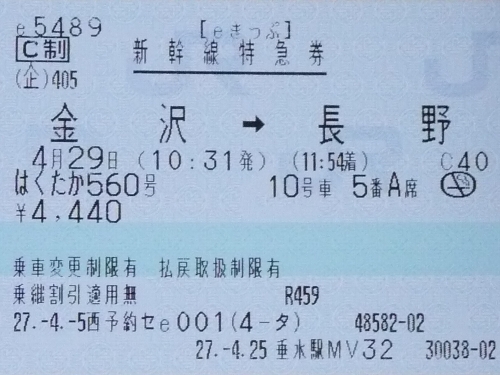 e5489 [eきっぷ]
C制 新幹線特急券
(企)405
金沢 → 長野
4月29日(10:31発) (11:54着) C40
はくたか560号 10号車 5番A席
¥4,440
乗車変更制限有 払戻取扱制限有
乗継割引適用無 R459
27.-4.-5西予約セe001(4-タ) 48582-02
27.-4.25 垂水駅MV32 30038-02